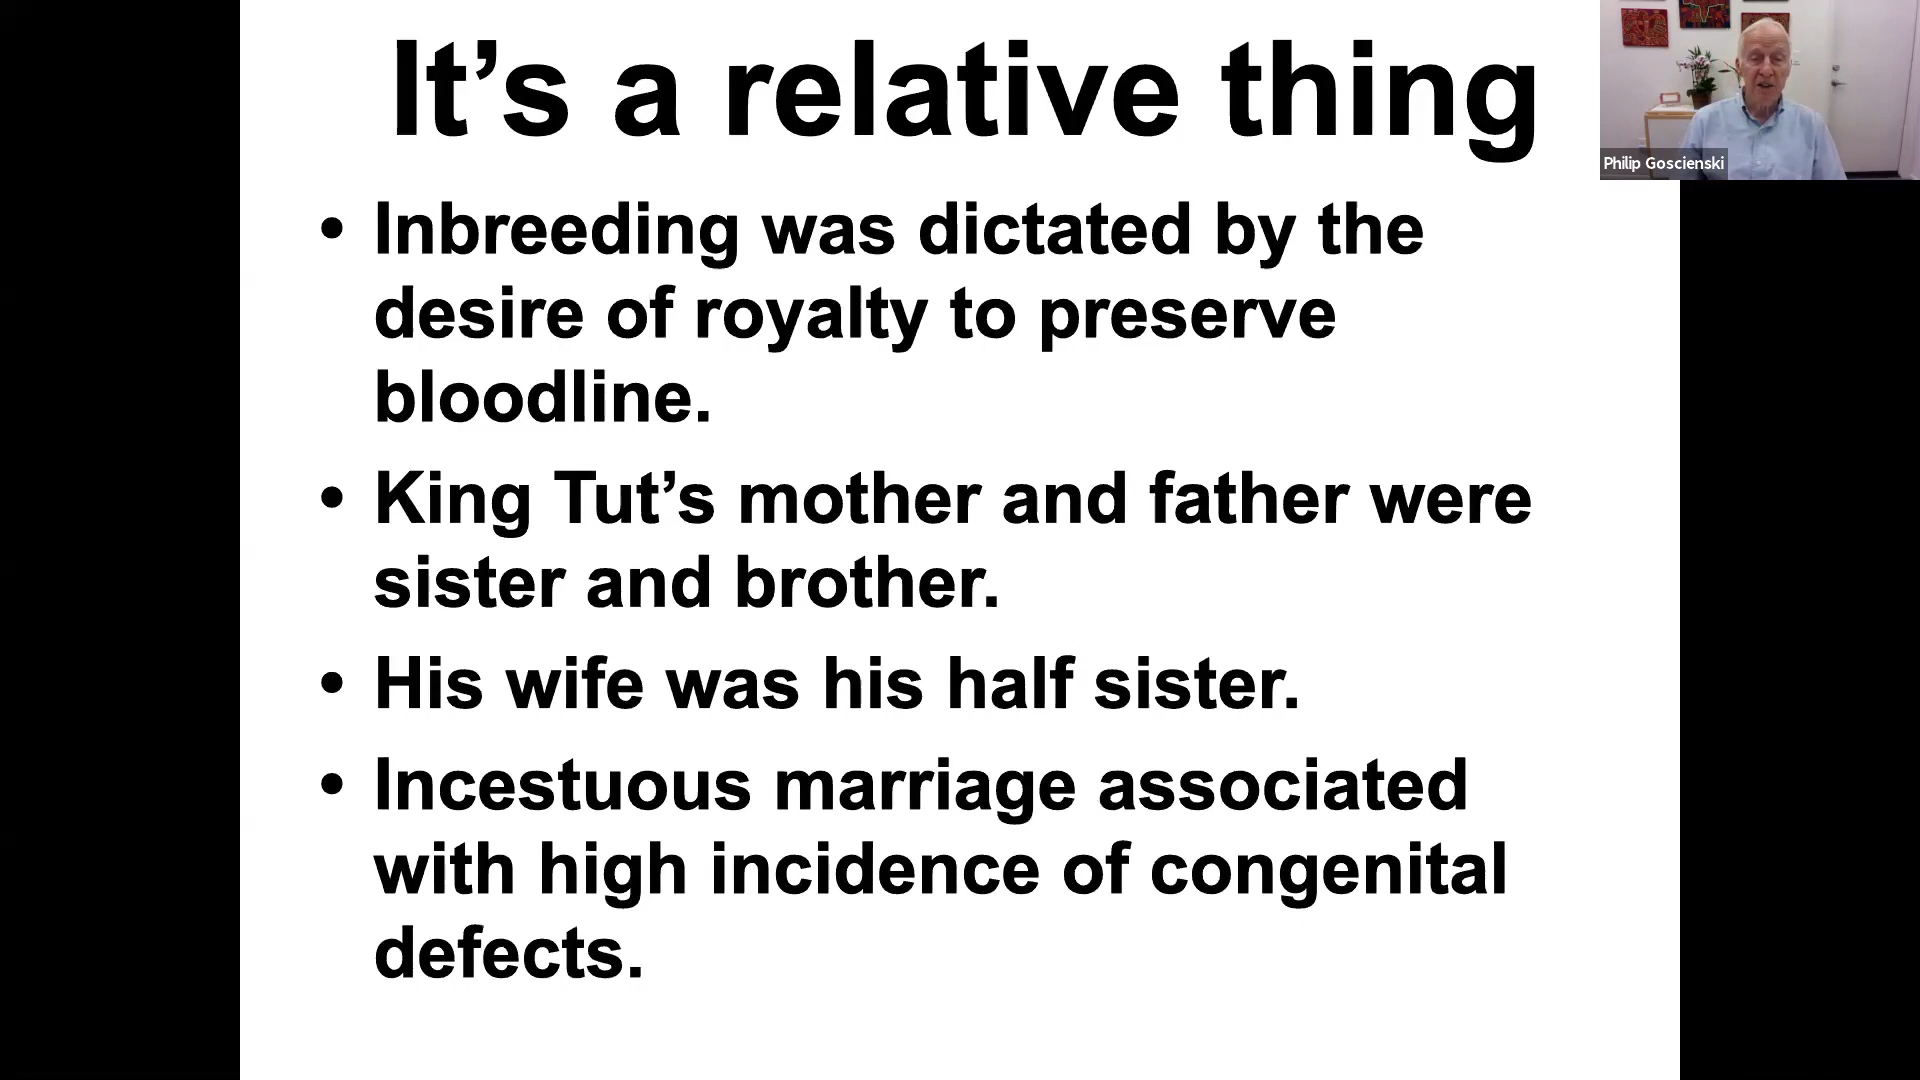 It’s a relative thing
• Inbreeding was dictated by the
desire of royalty to preserve
bloodline.
• King Tut’s mother and father were
sister and brother.
• His wife was his half sister.
• Incestuous marriage associated
with high incidence of congenital
defects.
Philip Goscienski